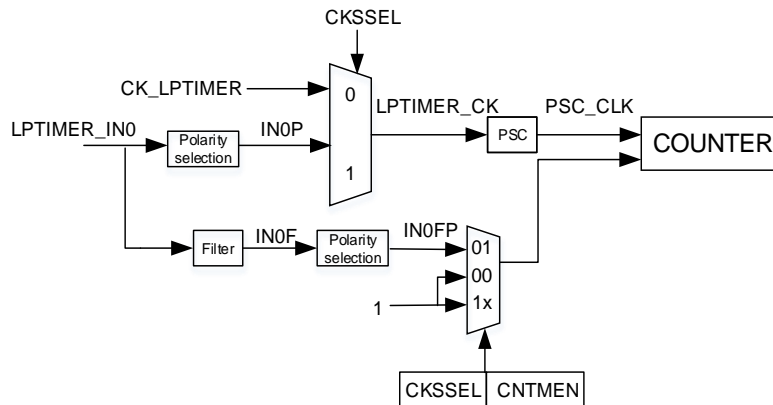 CKSSEL
CK_LPTIMER
0
LPTIMER_CK
PSC_CLK
LPTIMER_IN0
Polarity
selection
IN0P
PSC
COUNTER
1
Filter
IN0F
Polarity
selection
IN0FP
01
00
1
1x
CKSSEL
CNTMEN